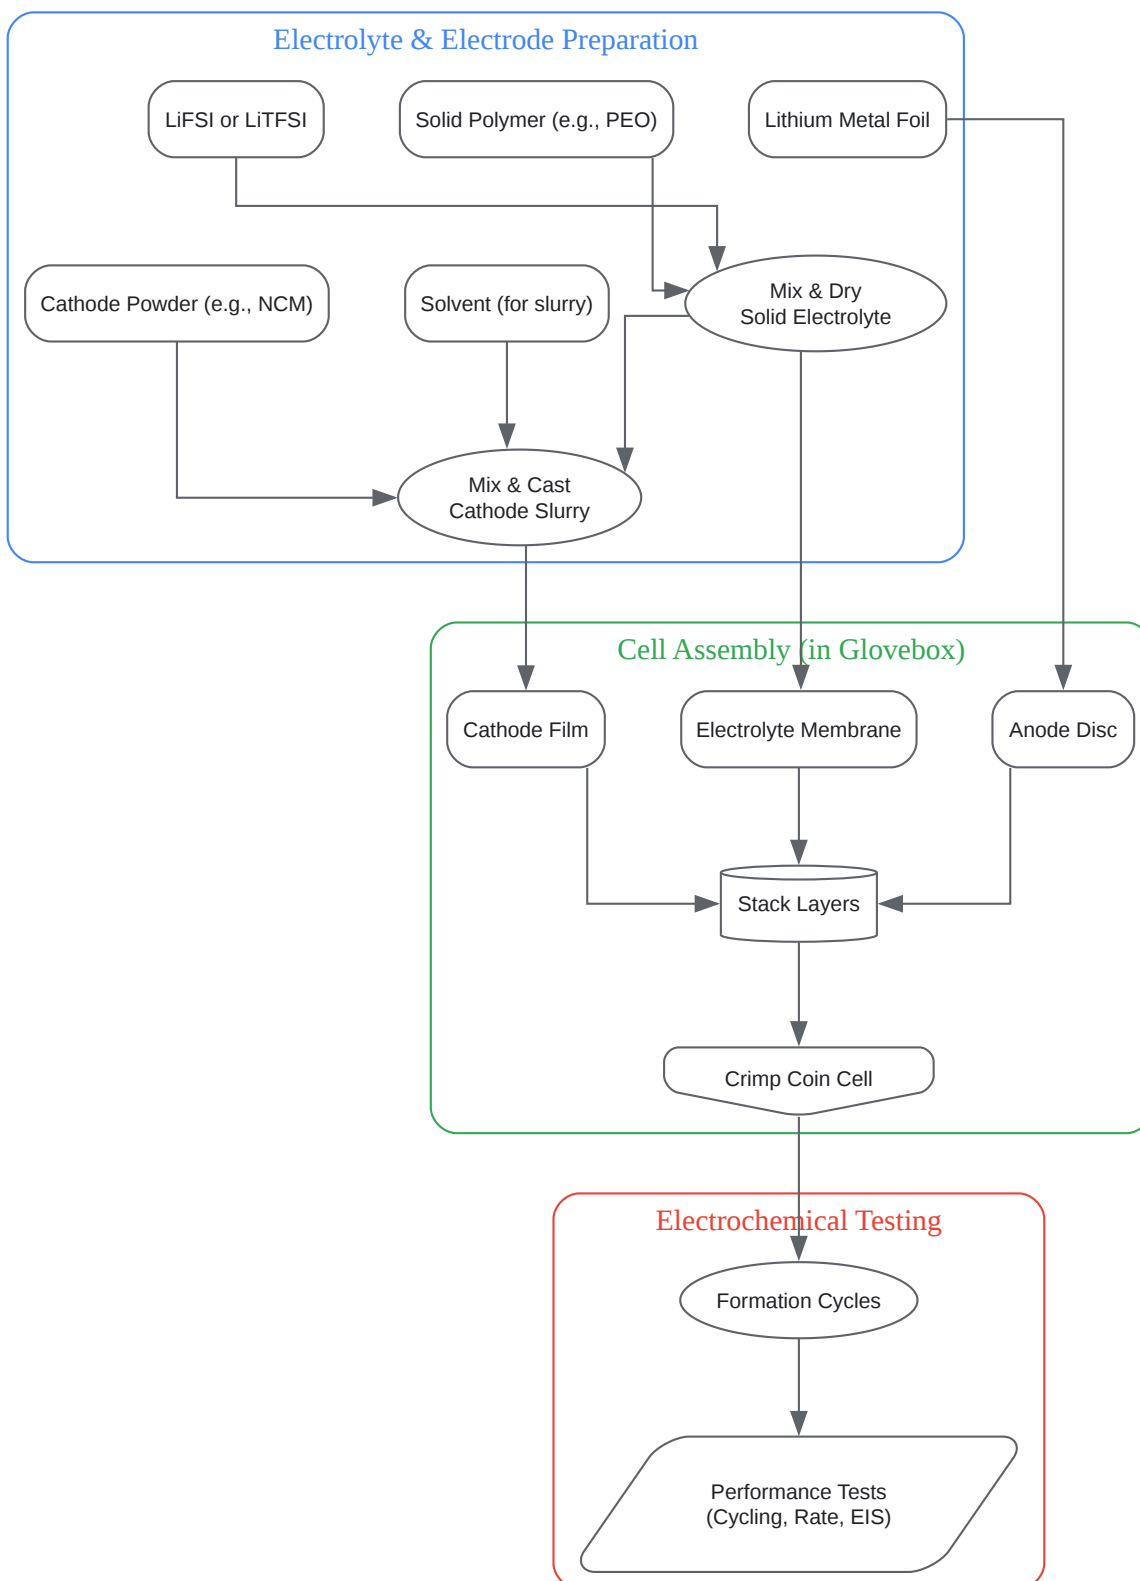 Electrolyte & Electrode Preparation
LiFSI or LiTFSI
Solid Polymer (e.g., PEO)
Lithium Metal Foil
Cathode Powder (e.g., NCM)
Solvent (for slurry)
Mix & Dry
Solid Electrolyte
Mix & Cast
Cathode Slurry
Cell Assembly (in Glovebox)
Cathode Film
Electrolyte Membrane
Anode Disc
Stack Layers
Crimp Coin Cell
Electrochemical Testing
Formation Cycles
Performance Tests
(Cycling, Rate, EIS)